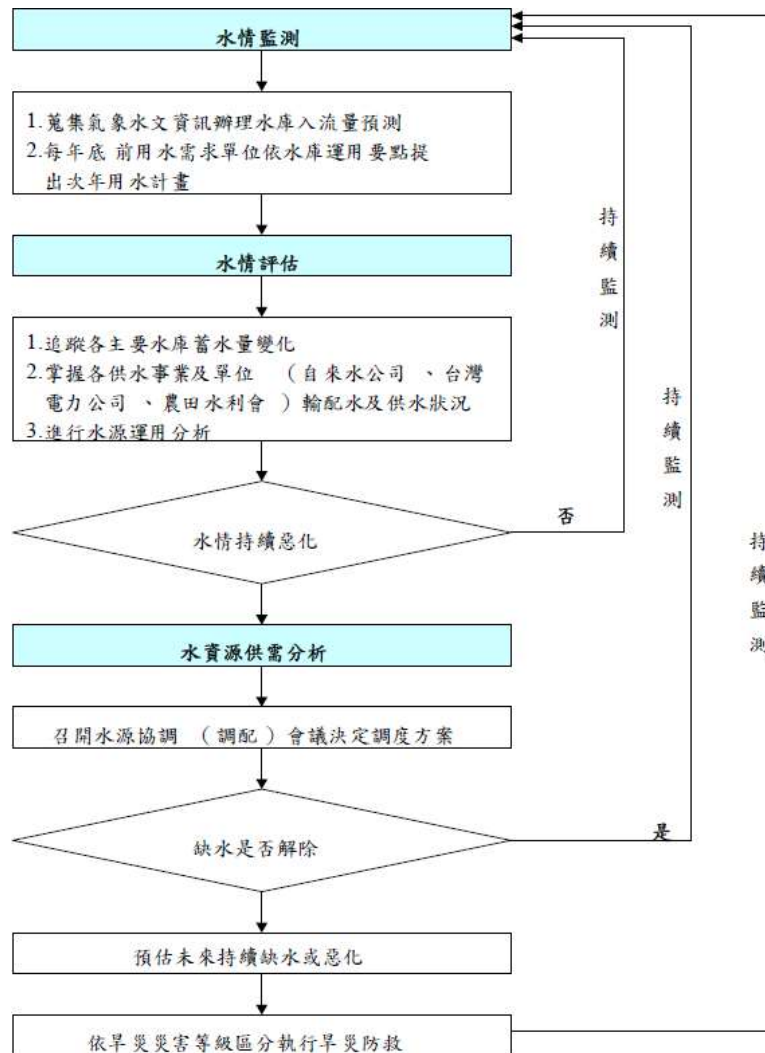 水情監測
1.蒐集氣象水文資訊辦理水庫入流量預測
2.每年底 前用水需求單位依水庫運用要點提
出次年用水計畫
水情評估
1.追蹤各主要水庫蓄水量變化
2.掌握各供水事業及單位 （自來水公司 、台灣
電力公司 、農田水利會 ）輸配水及供水狀況
3.進行水源運用分析
水情持續惡化
否
持續監測
水資源供需分析
召開水源協調 （調配）會議決定調度方案
缺水是否解除
是
持續監測
預估未來持續缺水或惡化
依旱災災害等級區分執行旱災防救
持續監測